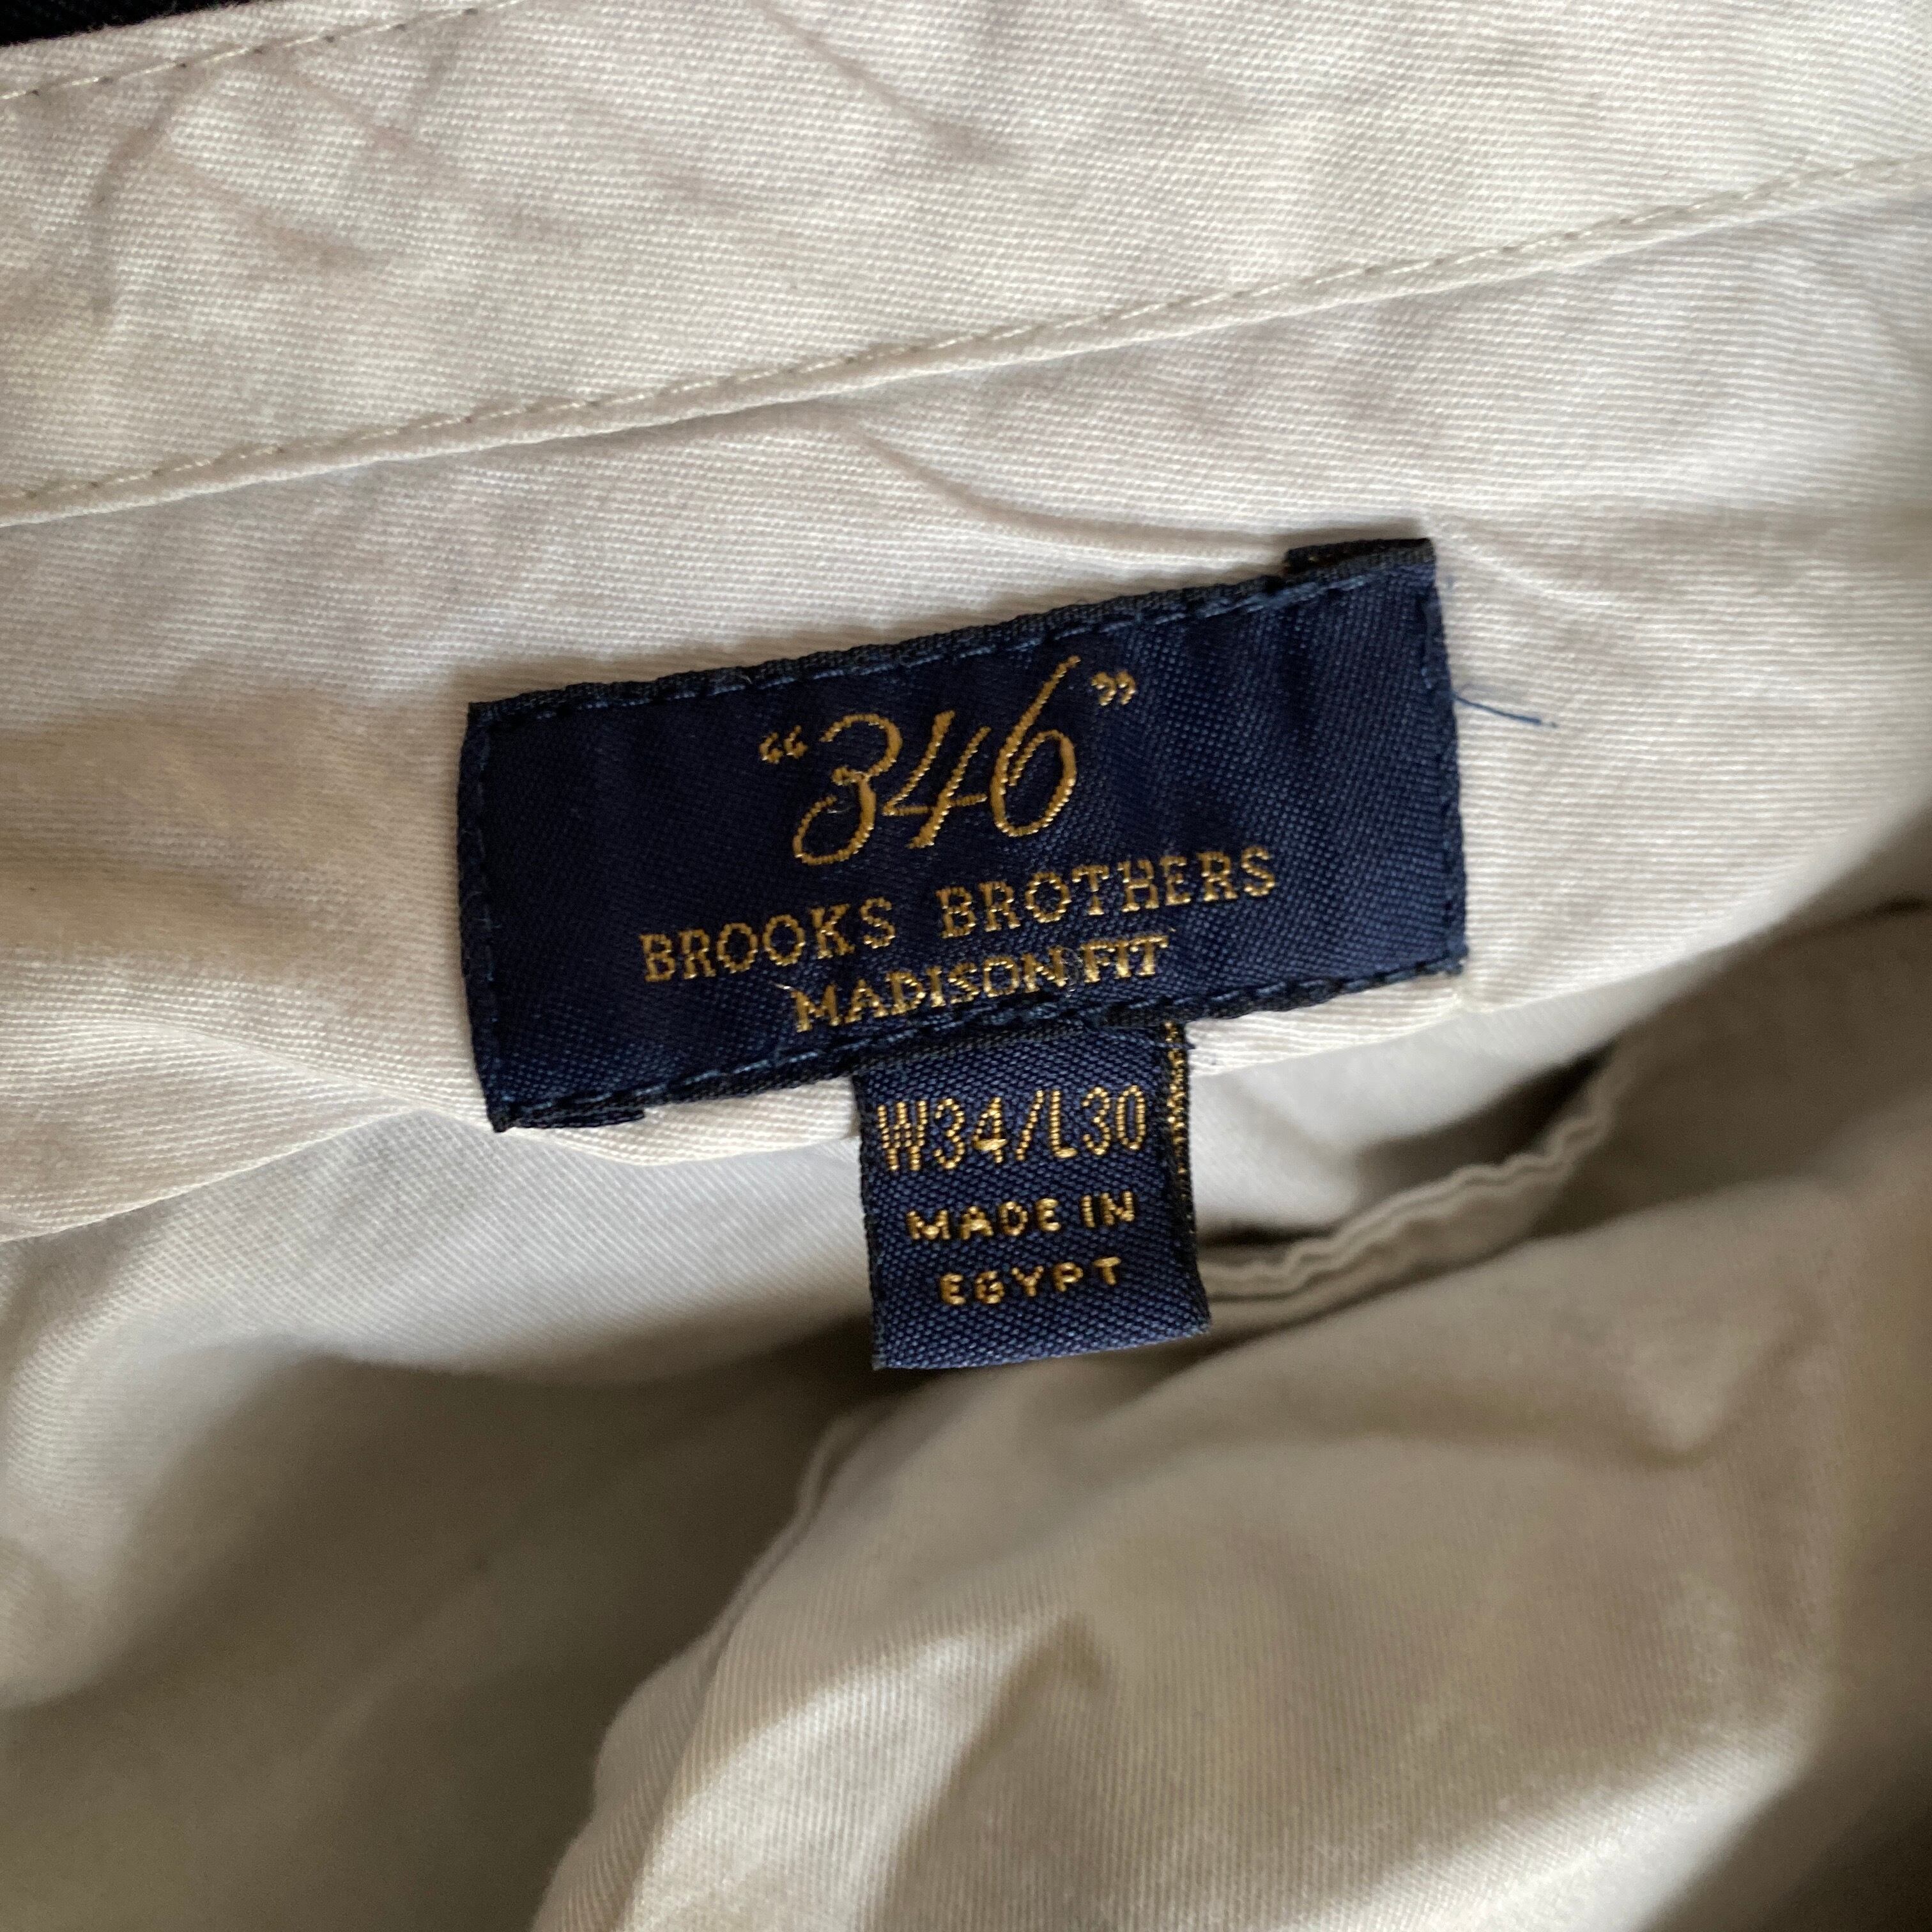 “346”
BROOKS BROTHERS
MADISON FIT
W34/L30
MADE IN
EGYPT